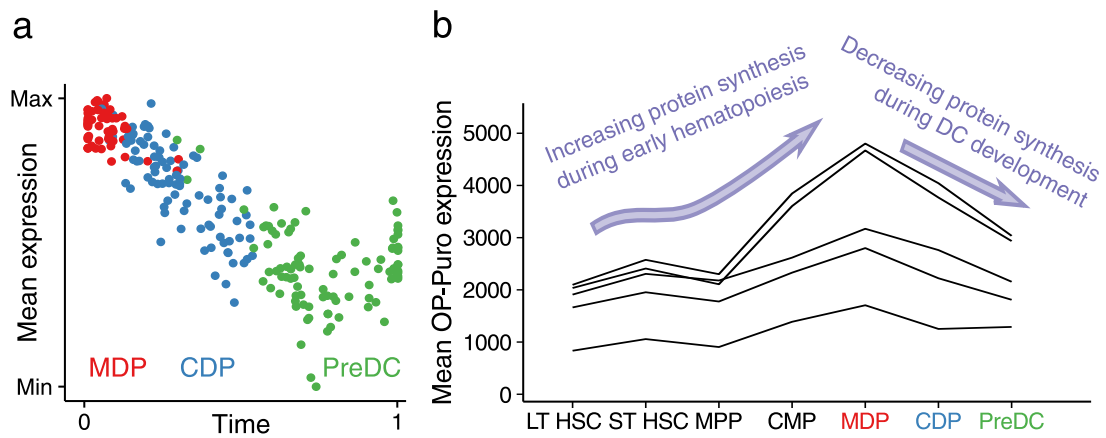 a
Max
Mean expression
Min
MDP
CDP
PreDC
0
Time
1
b
Increasing protein synthesis
during early hematopoiesis
Decreasing protein synthesis
during DC development
Mean OP-Puro expression
5000
4000
3000
2000
1000
0
LT HSC
ST HSC
MPP
CMP
MDP
CDP
PreDC